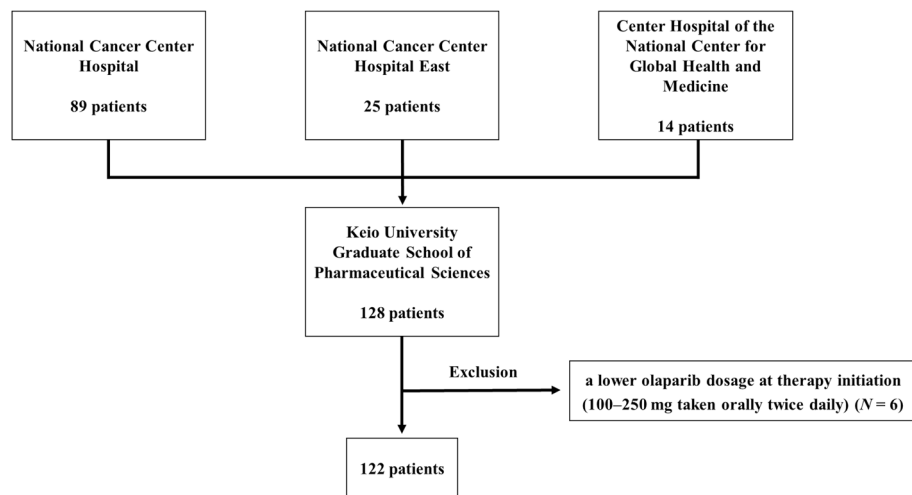 National Cancer Center
Hospital
89 patients
National Cancer Center
Hospital East
25 patients
Center Hospital of the
National Center for
Global Health and
Medicine
14 patients
Keio University
Graduate School of
Pharmaceutical Sciences
128 patients
Exclusion
a lower olaparib dosage at therapy initiation
(100–250 mg taken orally twice daily) (N = 6)
122 patients